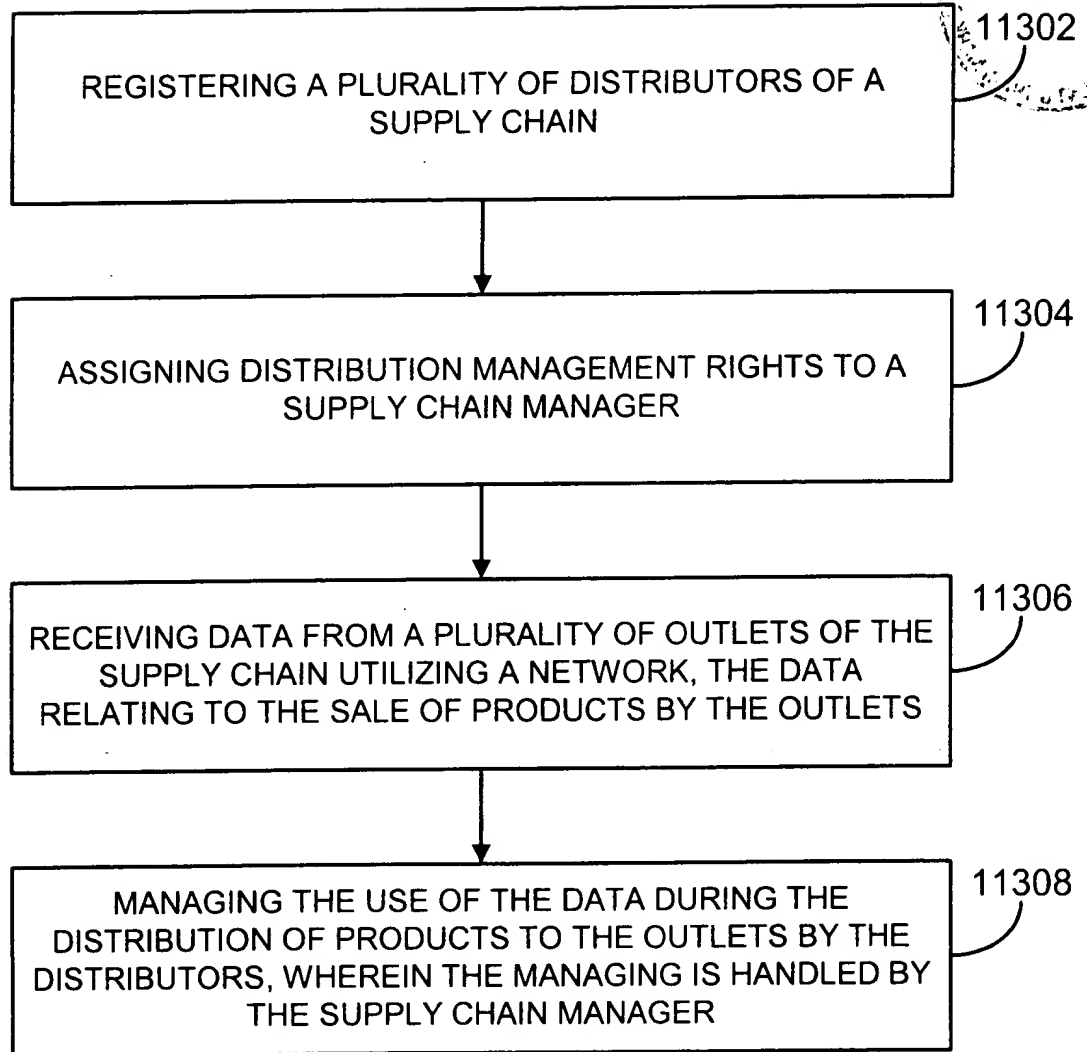 11302
REGISTERING A PLURALITY OF DISTRIBUTORS OF A
SUPPLY CHAIN
11304
ASSIGNING DISTRIBUTION MANAGEMENT RIGHTS TO A
SUPPLY CHAIN MANAGER
11306
RECEIVING DATA FROM A PLURALITY OF OUTLETS OF THE
SUPPLY CHAIN UTILIZING A NETWORK, THE DATA
RELATING TO THE SALE OF PRODUCTS BY THE OUTLETS
11308
MANAGING THE USE OF THE DATA DURING THE
DISTRIBUTION OF PRODUCTS TO THE OUTLETS BY THE
DISTRIBUTORS, WHEREIN THE MANAGING IS HANDLED BY
THE SUPPLY CHAIN MANAGER